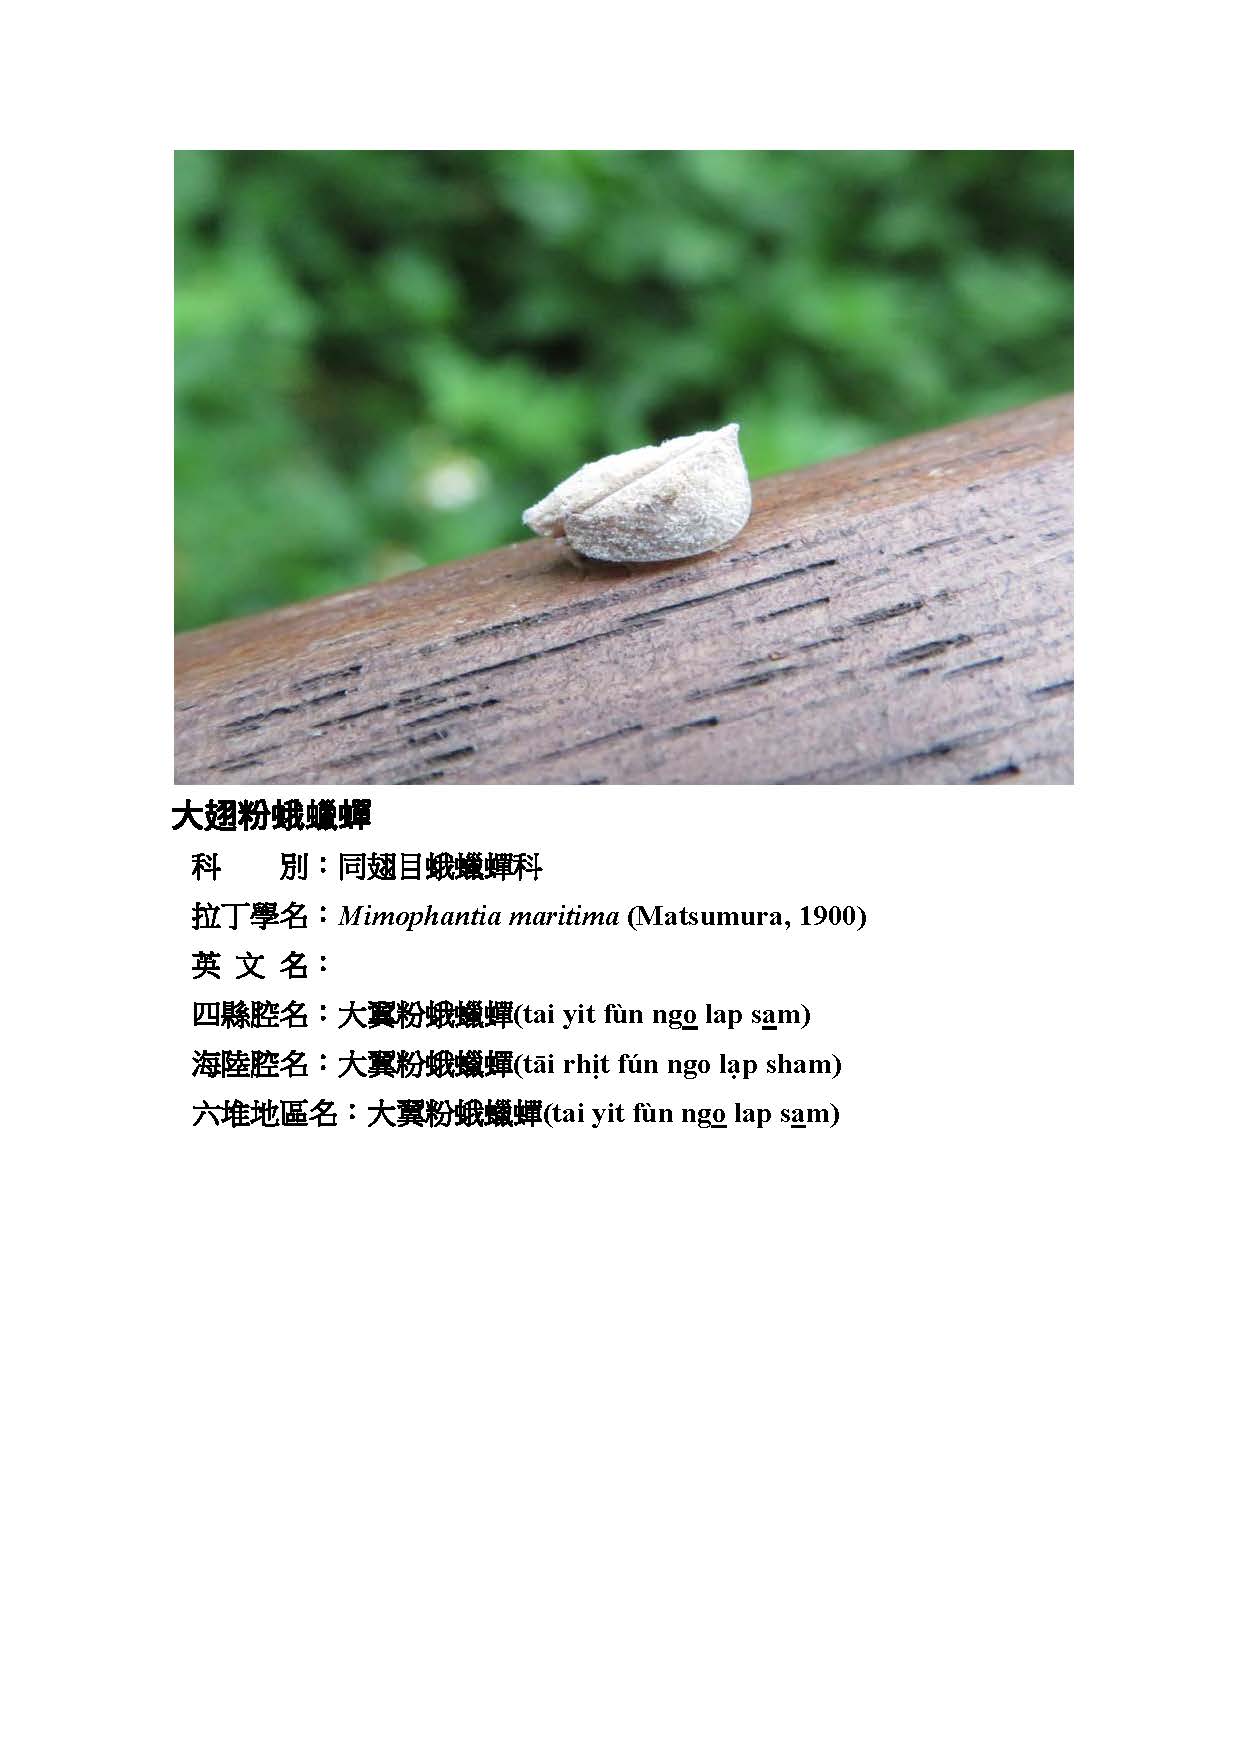 大翅粉蛾蠟蟬
科　　別：同翅目蛾蠟蟬科
拉丁學名：Mimophantia maritima (Matsumura, 1900)
英 文 名：
四縣腔名：大翼粉蛾蠟蟬(tai yit fùn ngo lap sam)
海陸腔名：大翼粉蛾蠟蟬(tāi rhi̤t fún ngo la̤p sham)
六堆地區名：大翼粉蛾蠟蟬(tai yit fùn ngo lap sam)